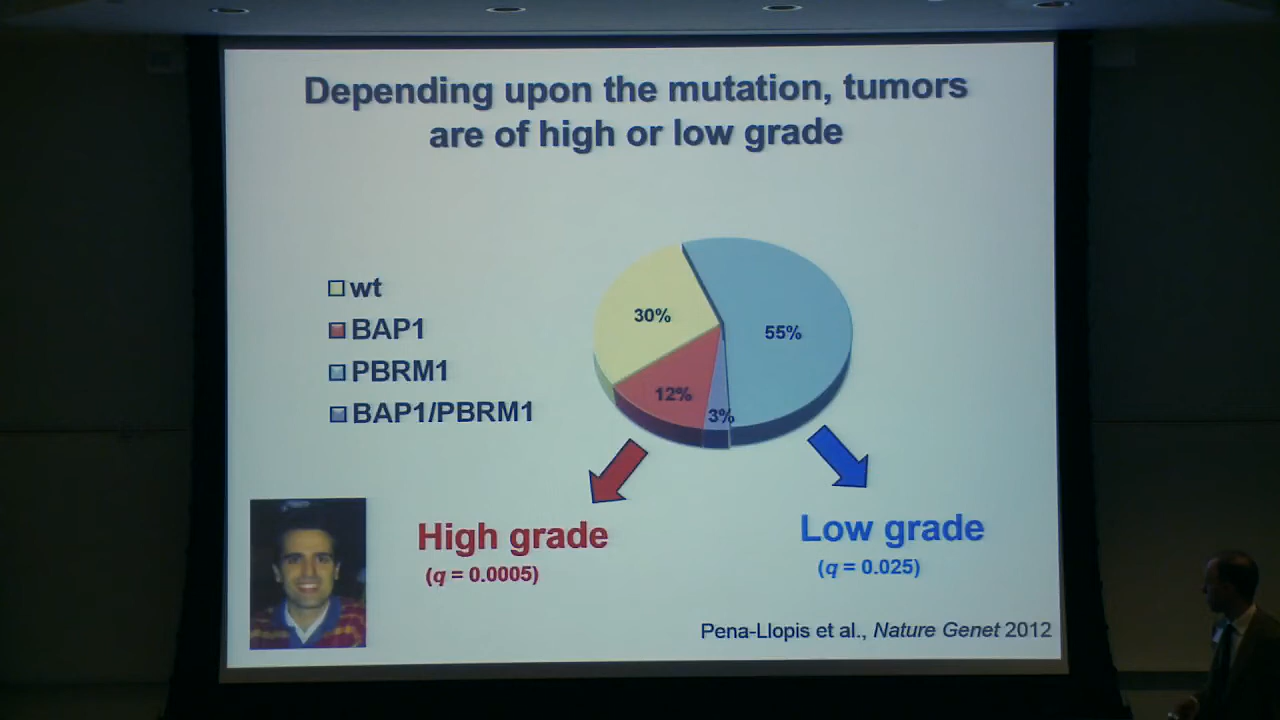 Depending upon the mutation, tumors
are of high or low grade
wt
BAP1
PBRM1
BAP1/PBRM1
30%
55%
12%
3%
High grade
(q = 0.0005)
Low grade
(q = 0.025)
Pena-Llopis et al., Nature Genet 2012